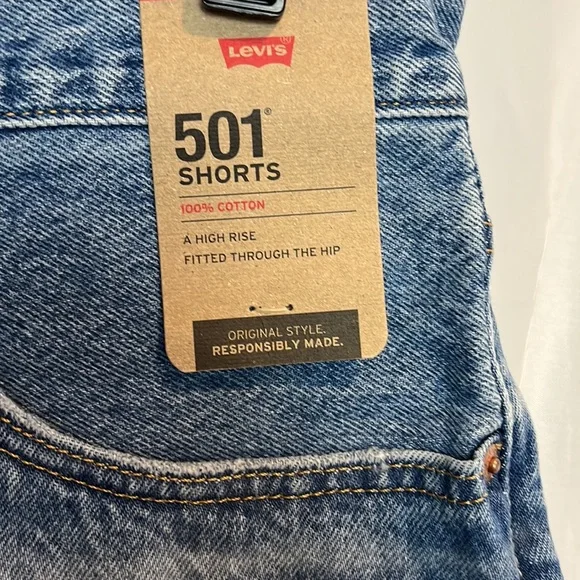 Levi's®
501®
SHORTS
100% COTTON
A HIGH RISE
FITTED THROUGH THE HIP
ORIGINAL STYLE.
RESPONSIBLY MADE.